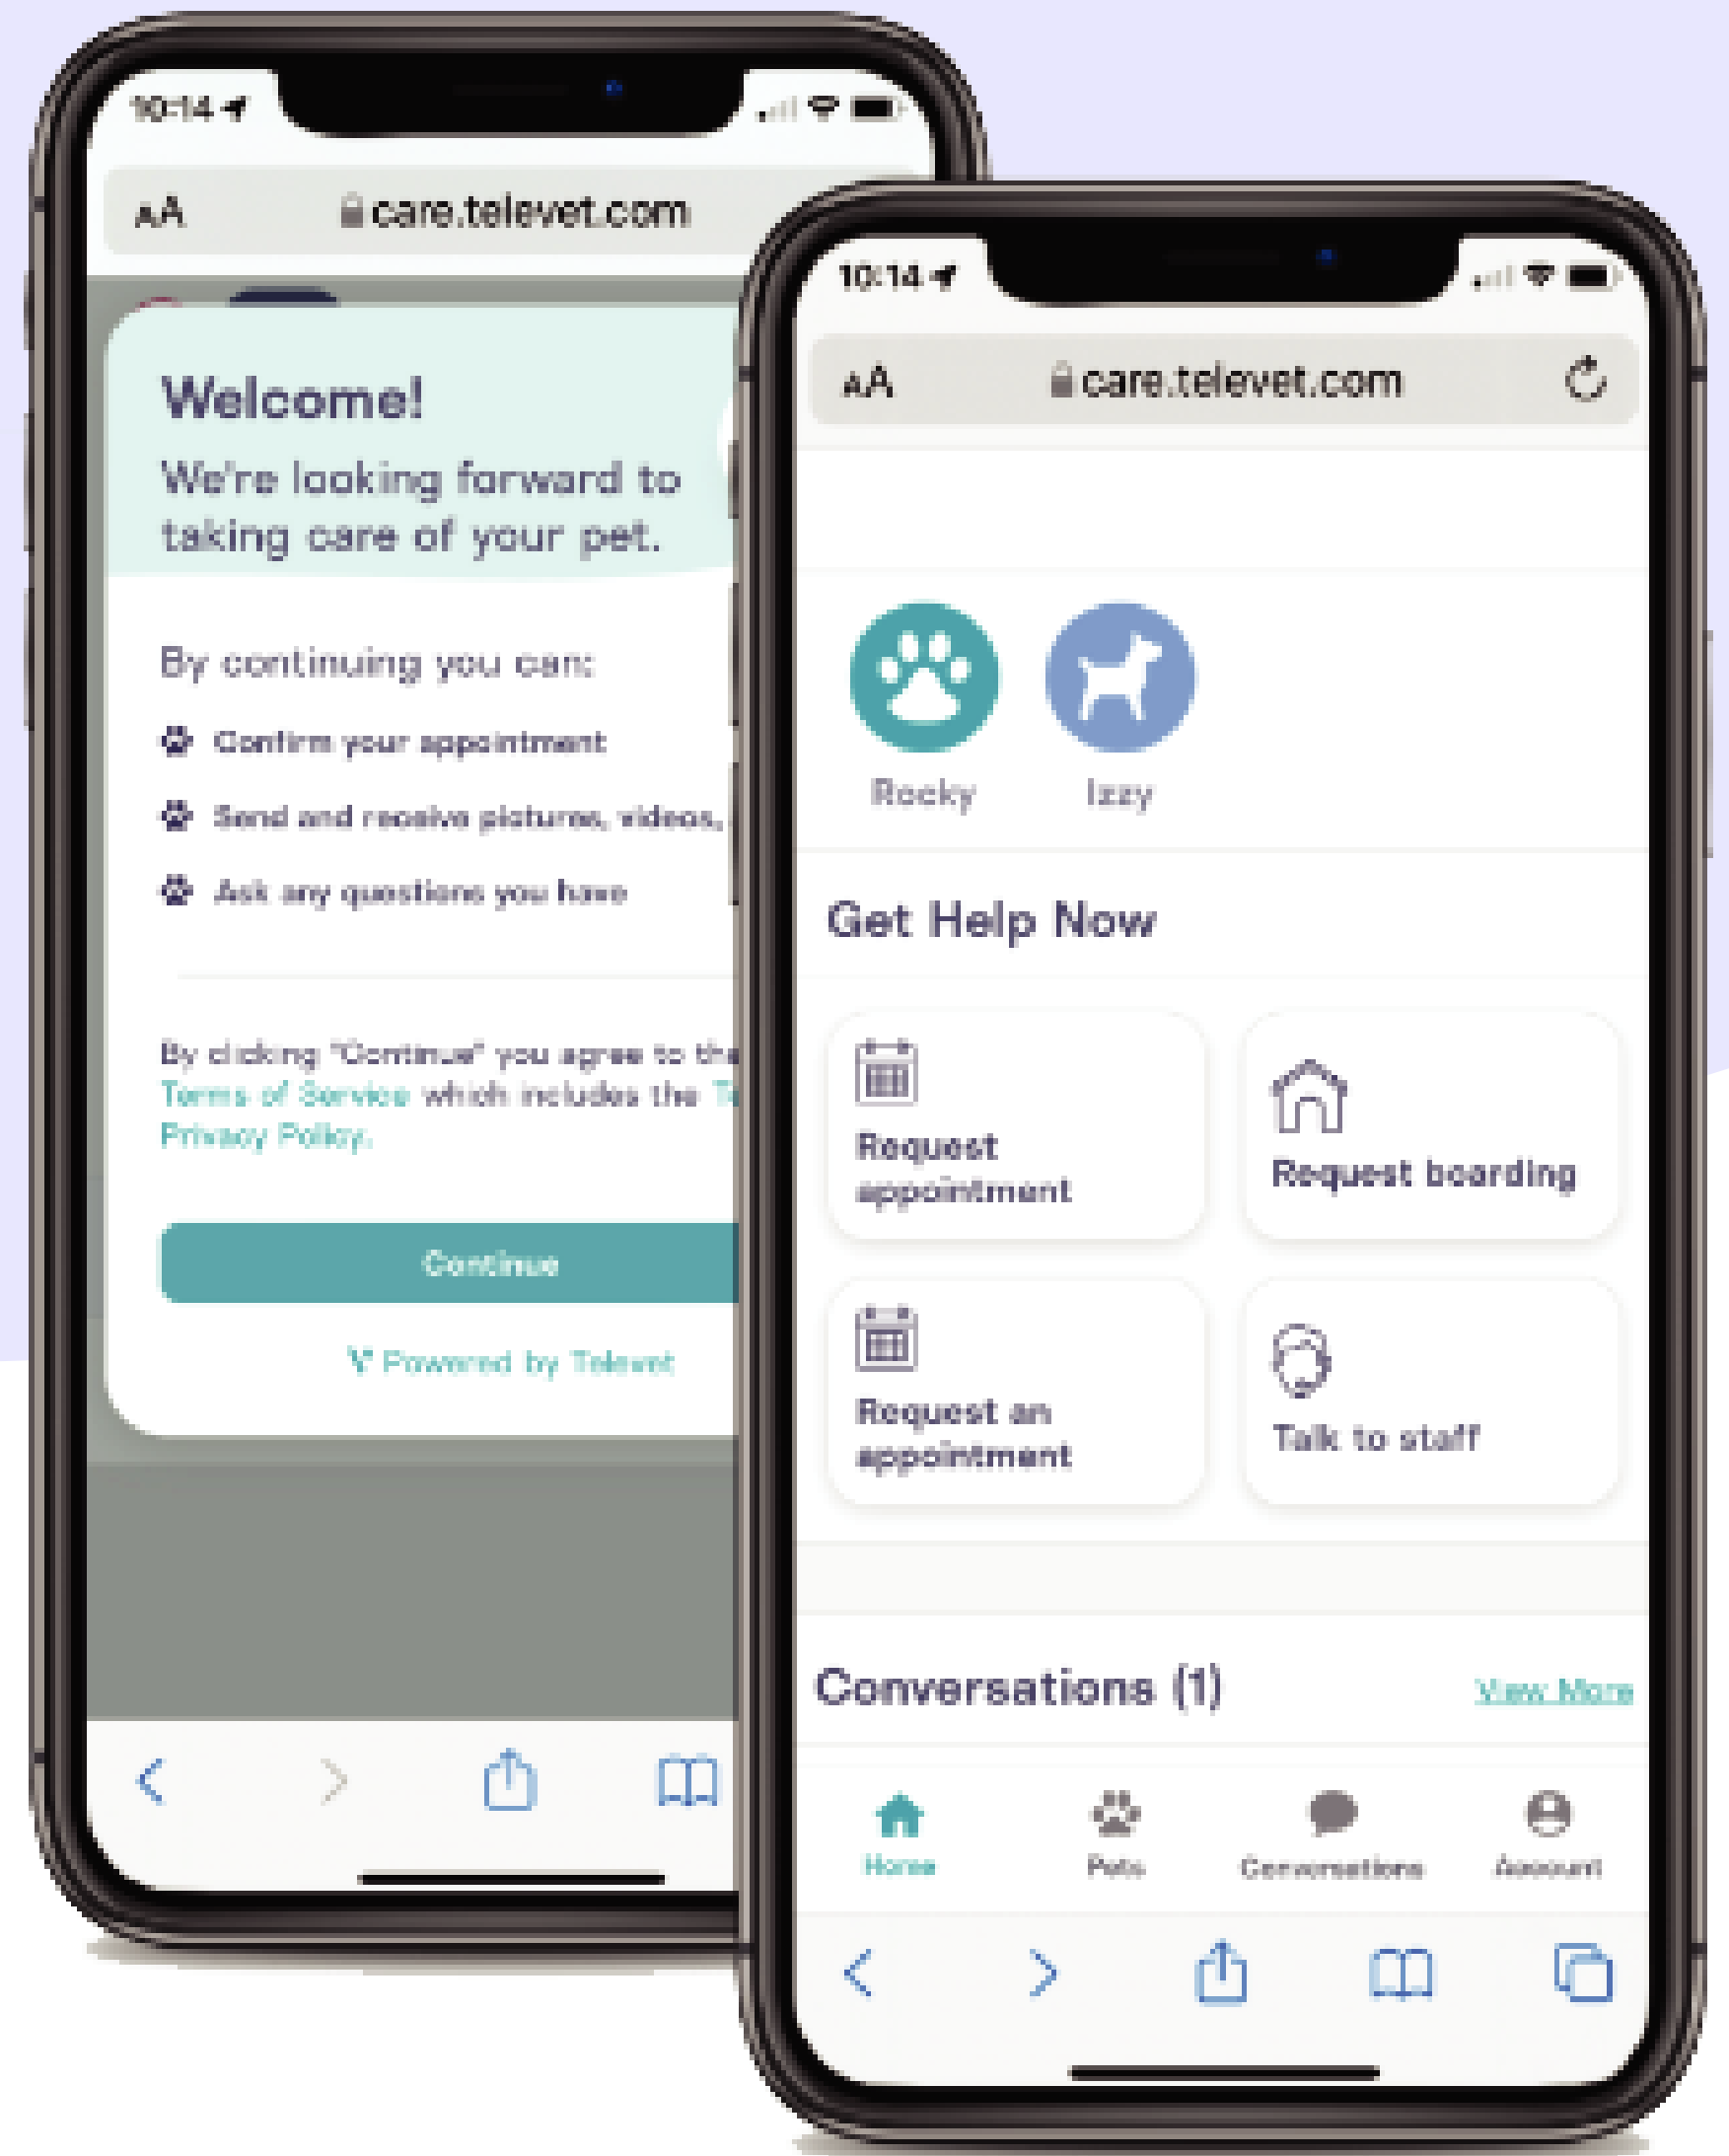 10:14
AA care.televet.com
Welcome!
We're looking forward to
taking care of your pet.
By continuing you can:
Confirm your appointment
Send and receive pictures, videos,
Ask any questions you have
By clicking "Continue" you agree to the
Terms of Service which includes the Te
Privacy Policy.
Continue
Powered by Televet
10:14
AA care.televet.com
Rocky Izzy
Get Help Now
Request
appointment
Request boarding
Request an
appointment
Talk to staff
Conversations (1) View More
Home Pets Conversations Account